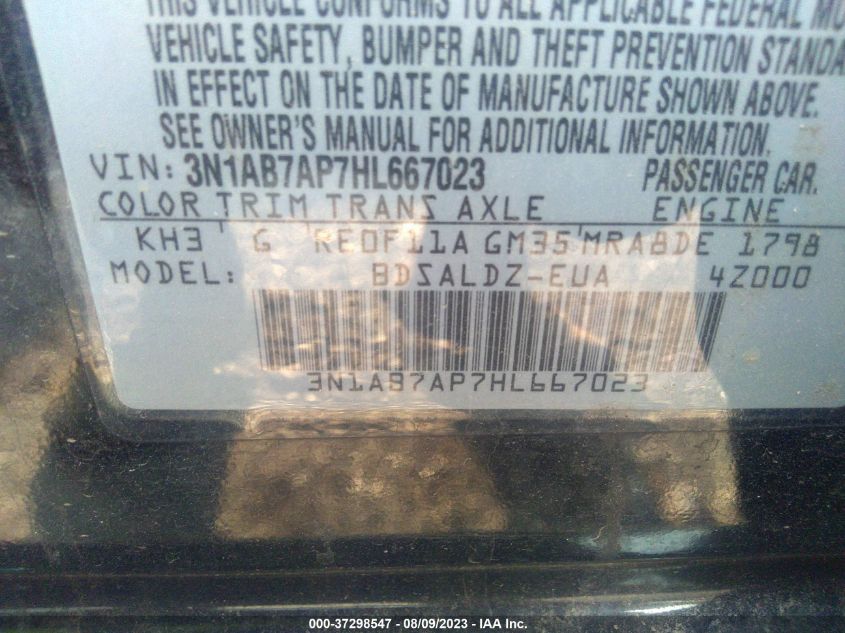 THIS VEHICLE CONFORMS TO ALL APPLICABLE FEDERAL MO
VEHICLE SAFETY, BUMPER AND THEFT PREVENTION STANDA
IN EFFECT ON THE DATE OF MANUFACTURE SHOWN ABOVE.
SEE OWNER'S MANUAL FOR ADDITIONAL INFORMATION
VIN: 3N1AB7AP7HL667023 PASSENGER CAR.
COLOR TRIM TRANS AXLE ENGINE
KH3 G RE0F11A GM35 MRA8DE 1798
MODEL: BDSALDZ-EUA 4Z000
3N1AB7AP7HL667023
000-37298547 - 08/09/2023 - IAA Inc.